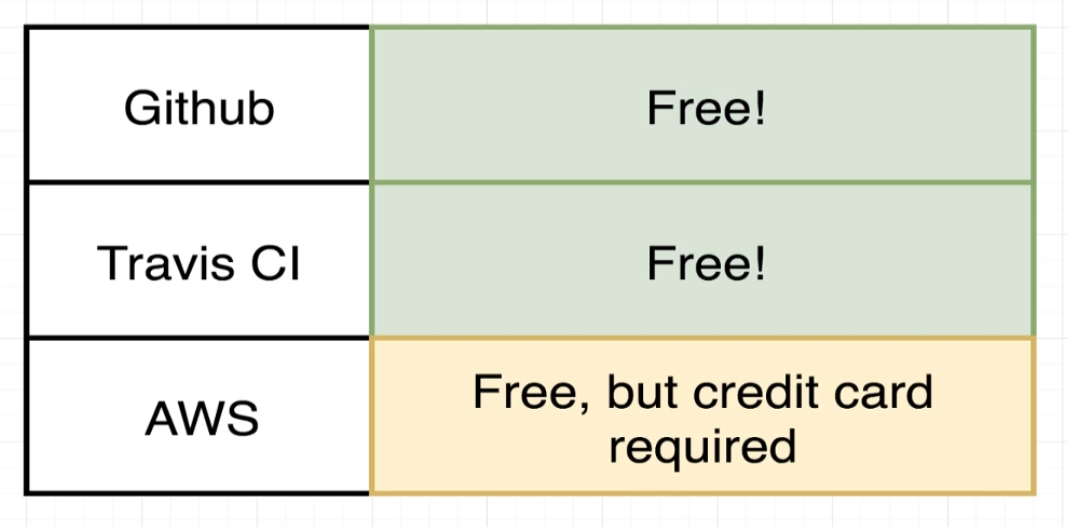 Github
Free!
Travis CI
Free!
AWS
Free, but credit card
required